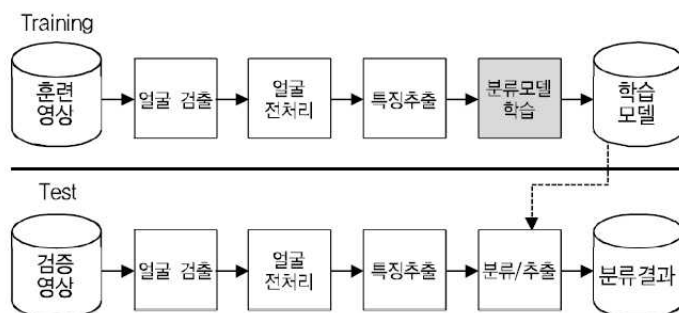 Training
훈련
영상
얼굴 검출
얼굴
전처리
특징추출
분류모델
학습
학습
모델
Test
검증
영상
얼굴 검출
얼굴
전처리
특징추출
분류/추출
분류결과